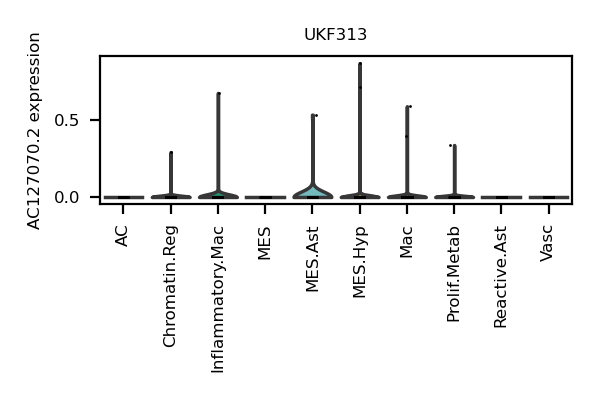 UKF313
AC127070.2 expression
0.5
0.0
AC
Chromatin.Reg
Inflammatory.Mac
MES
MES.Ast
MES.Hyp
Mac
Prolif.Metab
Reactive.Ast
Vasc